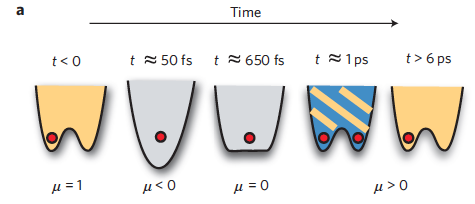 a
Time
t < 0 t ≈ 50 fs t ≈ 650 fs t ≈ 1 ps t > 6 ps
μ = 1 μ < 0 μ = 0 μ > 0